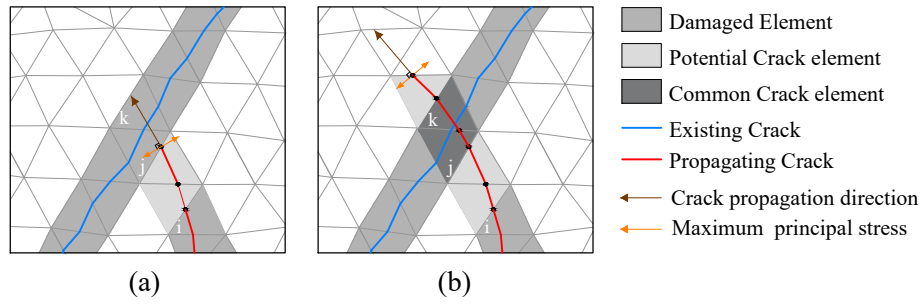 k
j
i
(a)
k
j
i
(b)
Damaged Element
Potential Crack element
Common Crack element
Existing Crack
Propagating Crack
Crack propagation direction
Maximum principal stress